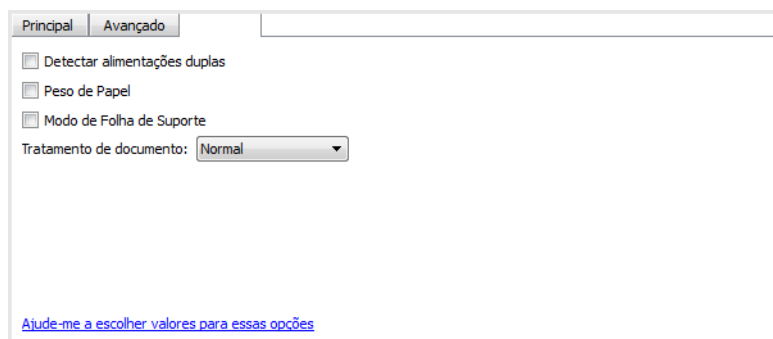 Principal Avançado
Detectar alimentações duplas
Peso de Papel
Modo de Folha de Suporte
Tratamento de documento: Normal
Ajude-me a escolher valores para essas opções